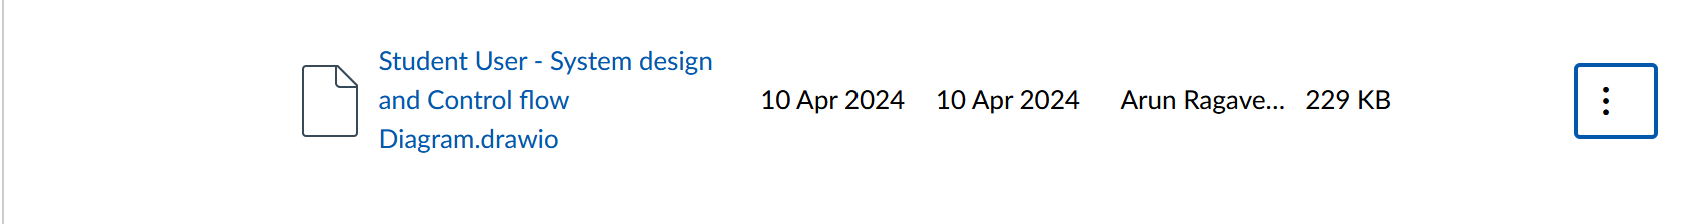 Student User - System design
and Control flow
Diagram.drawio
10 Apr 2024 10 Apr 2024 Arun Ragave... 229 KB